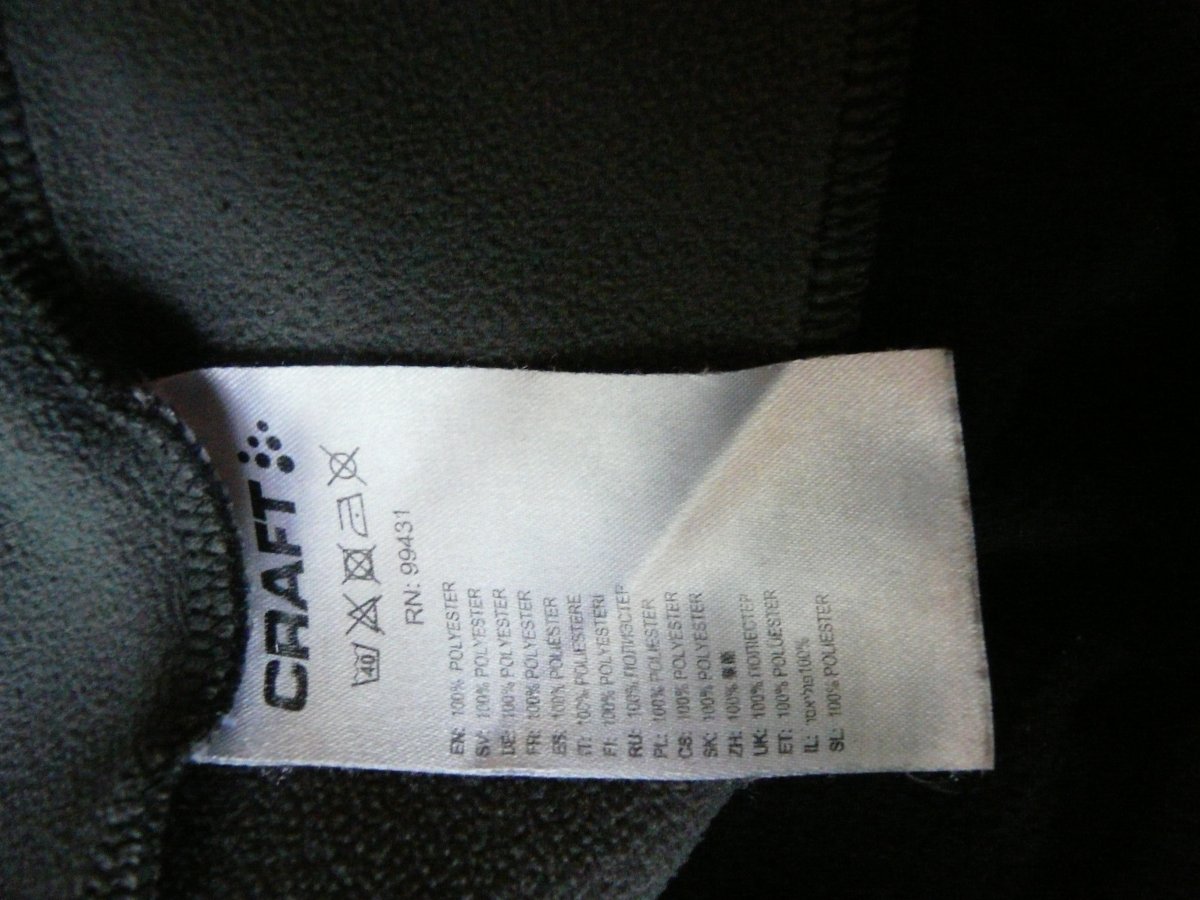 CRAFT
40
RN: 99431
EN: 100% POLYESTER
SV: 100% POLYESTER
DE: 100% POLYESTER
FR: 100% POLYESTER
ES: 100% POLIESTER
IT: 100% POLIESTERE
FI: 100% POLYESTERI
RU: 100% ПОЛИЭСТЕР
PL: 100% POLIESTER
CS: 100% POLYESTER
SK: 100% POLYESTER
ZH: 100%
UK: 100% ПОЛІЕСТЕР
ET: 100% POLÜESTER
IL: 100%פוליאסטר
SL: 100% POLIESTER